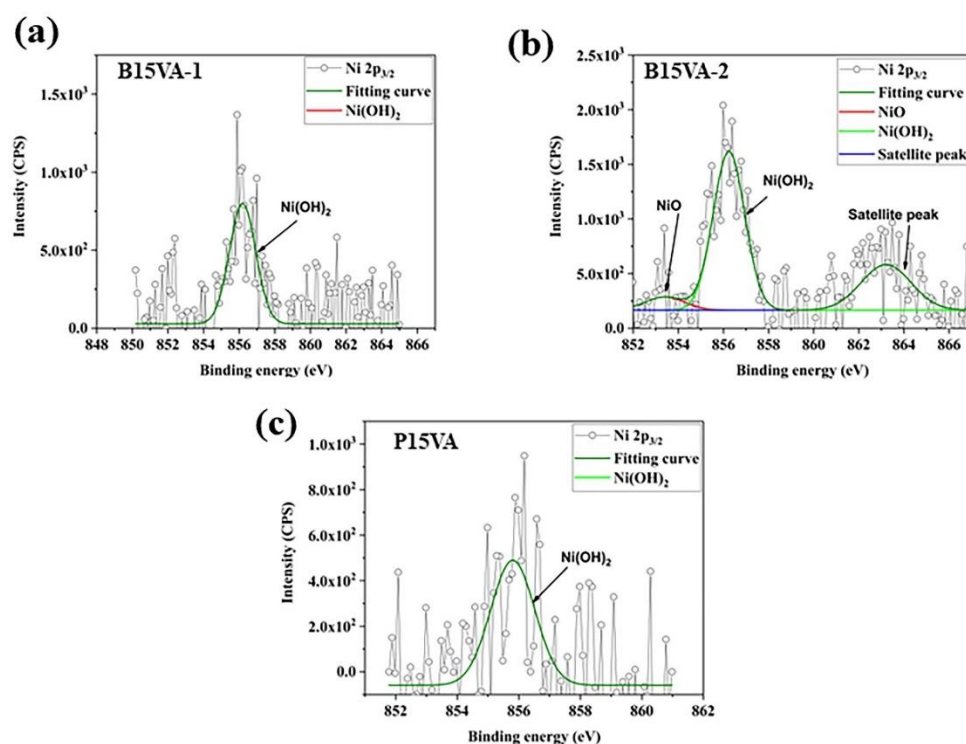 (a)
B15VA-1
Ni 2p3/2
Fitting curve
Ni(OH)2
Ni(OH)2
Intensity (CPS)
1.5x10³
1.0x10³
5.0x10²
0.0
848 850 852 854 856 858 860 862 864 866
Binding energy (eV)
(b)
B15VA-2
Ni 2p3/2
Fitting curve
NiO
Ni(OH)2
Satellite peak
NiO
Ni(OH)2
Satellite peak
Intensity (CPS)
2.5x10³
2.0x10³
1.5x10³
1.0x10³
5.0x10²
0.0
852 854 856 858 860 862 864 866
Binding energy (eV)
(c)
P15VA
Ni 2p3/2
Fitting curve
Ni(OH)2
Ni(OH)2
Intensity (CPS)
1.0x10³
8.0x10²
6.0x10²
4.0x10²
2.0x10²
0.0
852 854 856 858 860 862
Binding energy (eV)